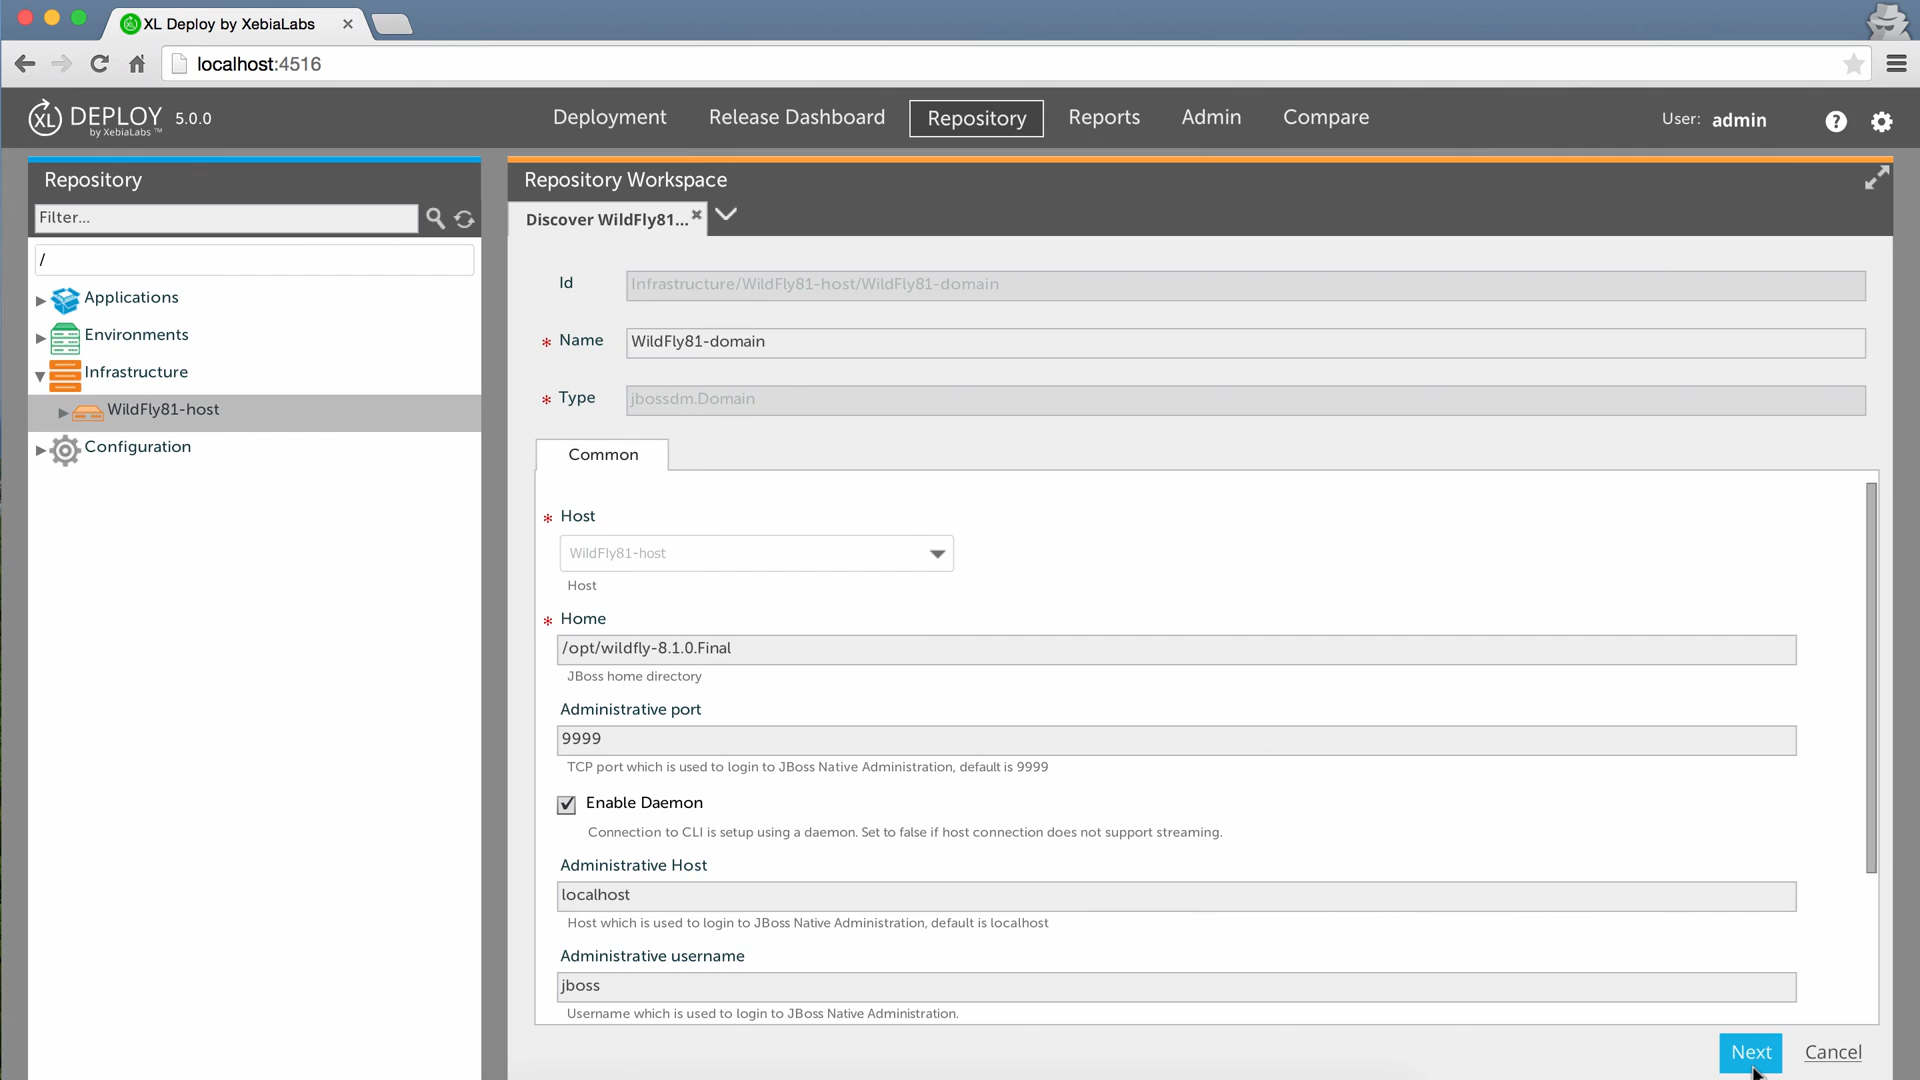 XL Deploy by XebiaLabs
localhost:4516
XL DEPLOY by XebiaLabs ™ 5.0.0
Deployment Release Dashboard Repository Reports Admin Compare
User: admin
Repository
Filter...
/
Applications
Environments
Infrastructure
WildFly81-host
Configuration
Repository Workspace
Discover WildFly81...
Id Infrastructure/WildFly81-host/WildFly81-domain
* Name WildFly81-domain
* Type jbossdm.Domain
Common
* Host
WildFly81-host
Host
* Home
/opt/wildfly-8.1.0.Final
JBoss home directory
Administrative port
9999
TCP port which is used to login to JBoss Native Administration, default is 9999
Enable Daemon
Connection to CLI is setup using a daemon. Set to false if host connection does not support streaming.
Administrative Host
localhost
Host which is used to login to JBoss Native Administration, default is localhost
Administrative username
jboss
Username which is used to login to JBoss Native Administration.
Next Cancel